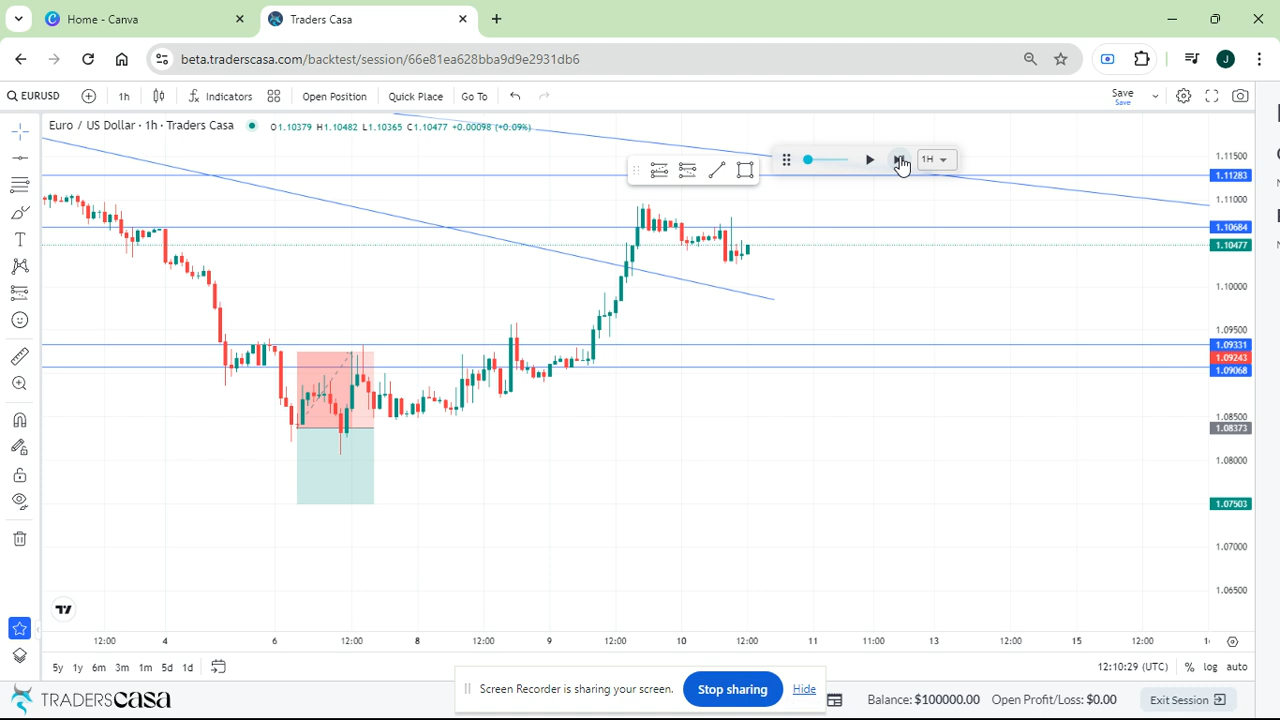 Home - Canva
Traders Casa
beta.traderscasa.com/backtest/session/66e81ea628bba9d9e2931db6
J
EURUSD
1h
Indicators
Open Position
Quick Place
Go To
Save
Save
Euro / US Dollar · 1h · Traders Casa
O1.10379 H1.10482 L1.10365 C1.10477 +0.00098 (+0.09%)
1H
1.11500
1.11283
1.11000
1.10684
1.10477
1.10000
1.09500
1.09331
1.09243
1.09068
1.08500
1.08373
1.08000
1.07503
1.07000
1.06500
12:00 4 6 12:00 8 12:00 9 12:00 10 12:00 11 11:00 13 12:00 15 12:00
5y 1y 6m 3m 1m 5d 1d
12:10:29 (UTC) % log auto
TRADERSCASA
Screen Recorder is sharing your screen.
Stop sharing
Hide
Balance: $100000.00 Open Profit/Loss: $0.00
Exit Session